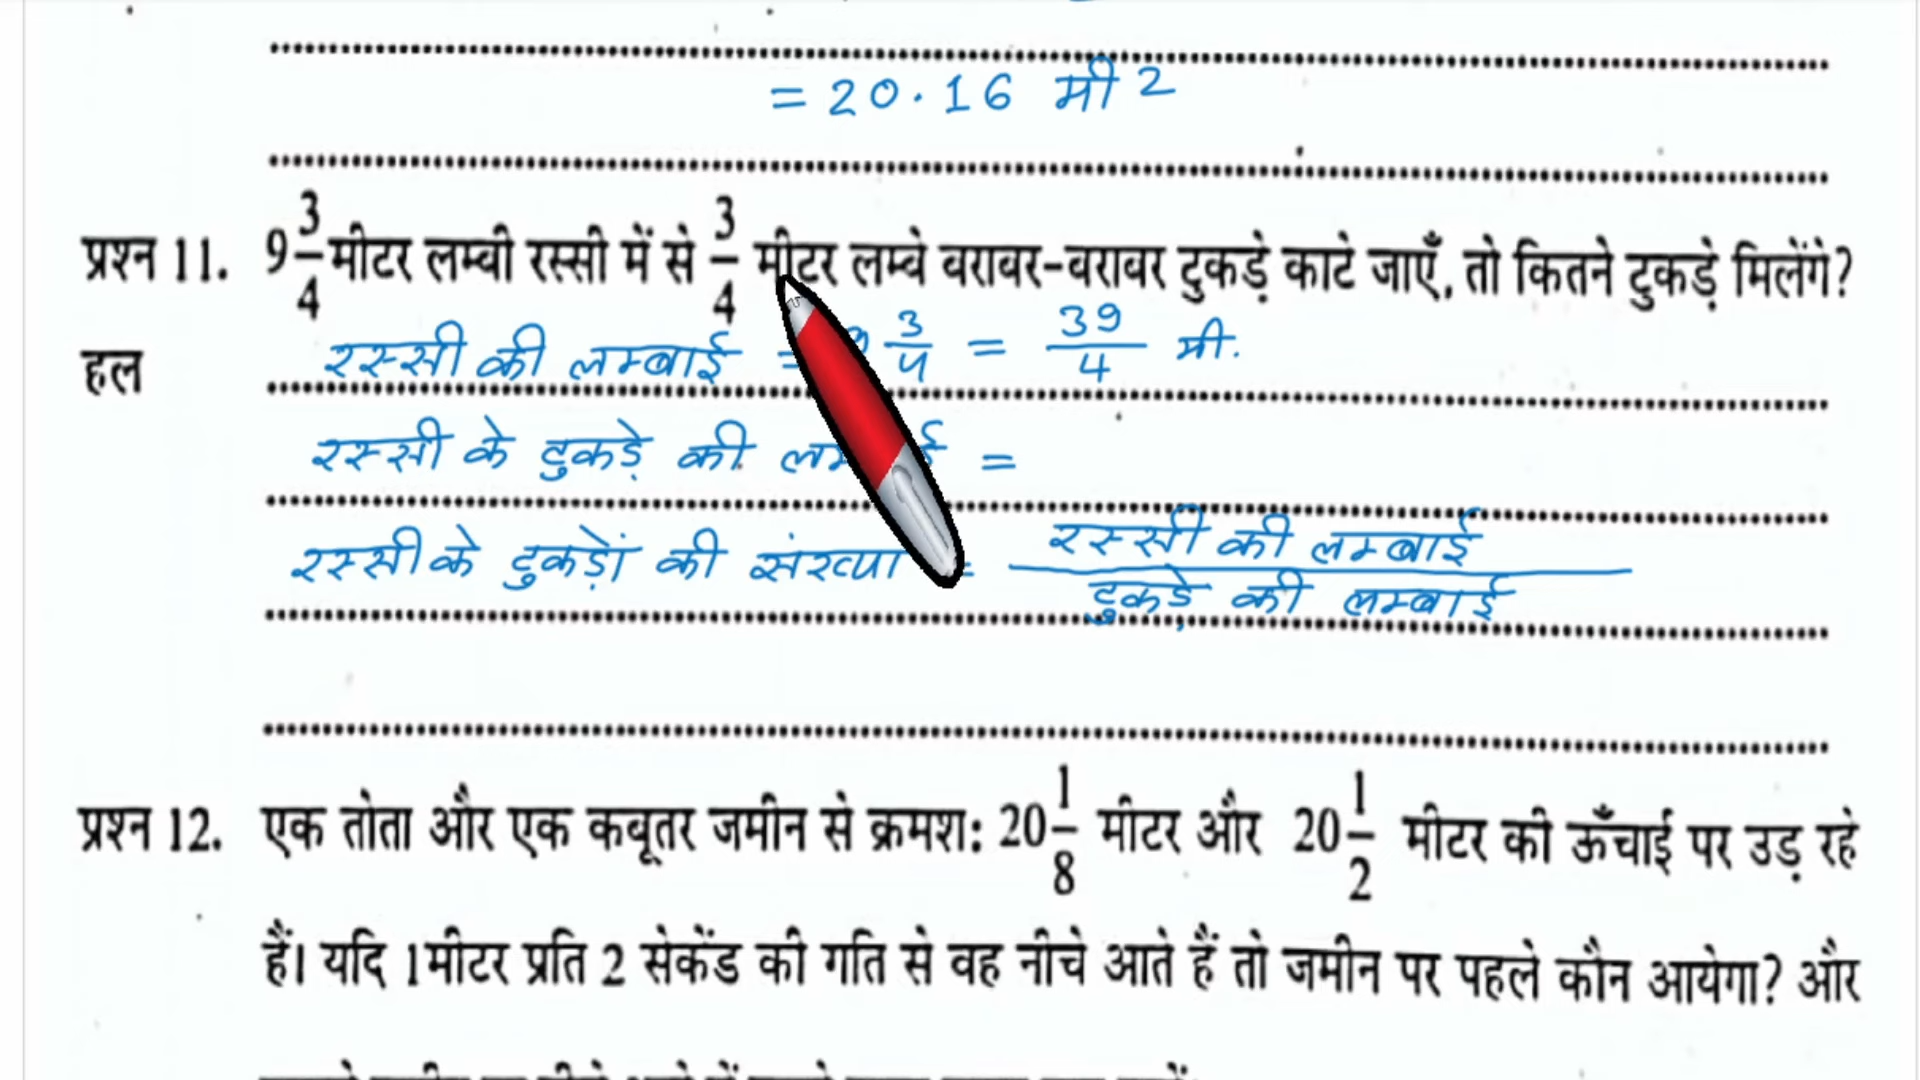 = 20.16 मी 2
प्रश्न 11. 9 3/4 मीटर लम्बी रस्सी में से 3/4 मीटर लम्बे बराबर-बराबर टुकड़े काटे जाएँ, तो कितने टुकड़े मिलेंगे?
हल रस्सी की लम्बाई = 3/4 = 39/4 मी.
रस्सी के टुकड़े की =
रस्सी के टुकड़ों की संख्या = रस्सी की लम्बाई / टुकड़े की लम्बाई
प्रश्न 12. एक तोता और एक कबूतर जमीन से क्रमश: 20 1/8 मीटर और 20 1/2 मीटर की ऊँचाई पर उड़ रहे
हैं। यदि 1मीटर प्रति 2 सेकेंड की गति से वह नीचे आते हैं तो जमीन पर पहले कौन आयेगा? और